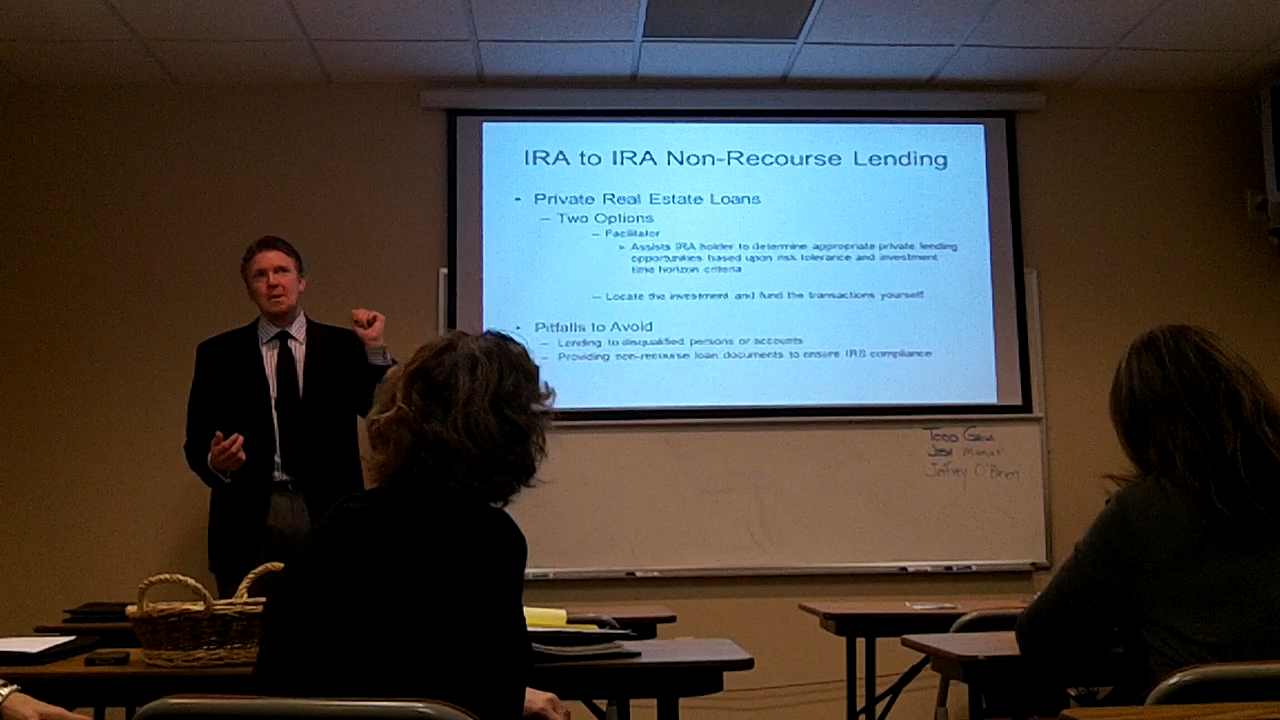 IRA to IRA Non-Recourse Lending
• Private Real Estate Loans
– Two Options
– Facilitator
» Assists IRA holder to determine appropriate private lending
opportunities based upon risk tolerance and investment
time horizon criteria
– Locate the investment and fund the transactions yourself
• Pitfalls to Avoid
– Lending to disqualified persons or accounts
– Providing non-recourse loan documents to ensure IRS compliance
Todd
Josh
Jeffrey O'Brien